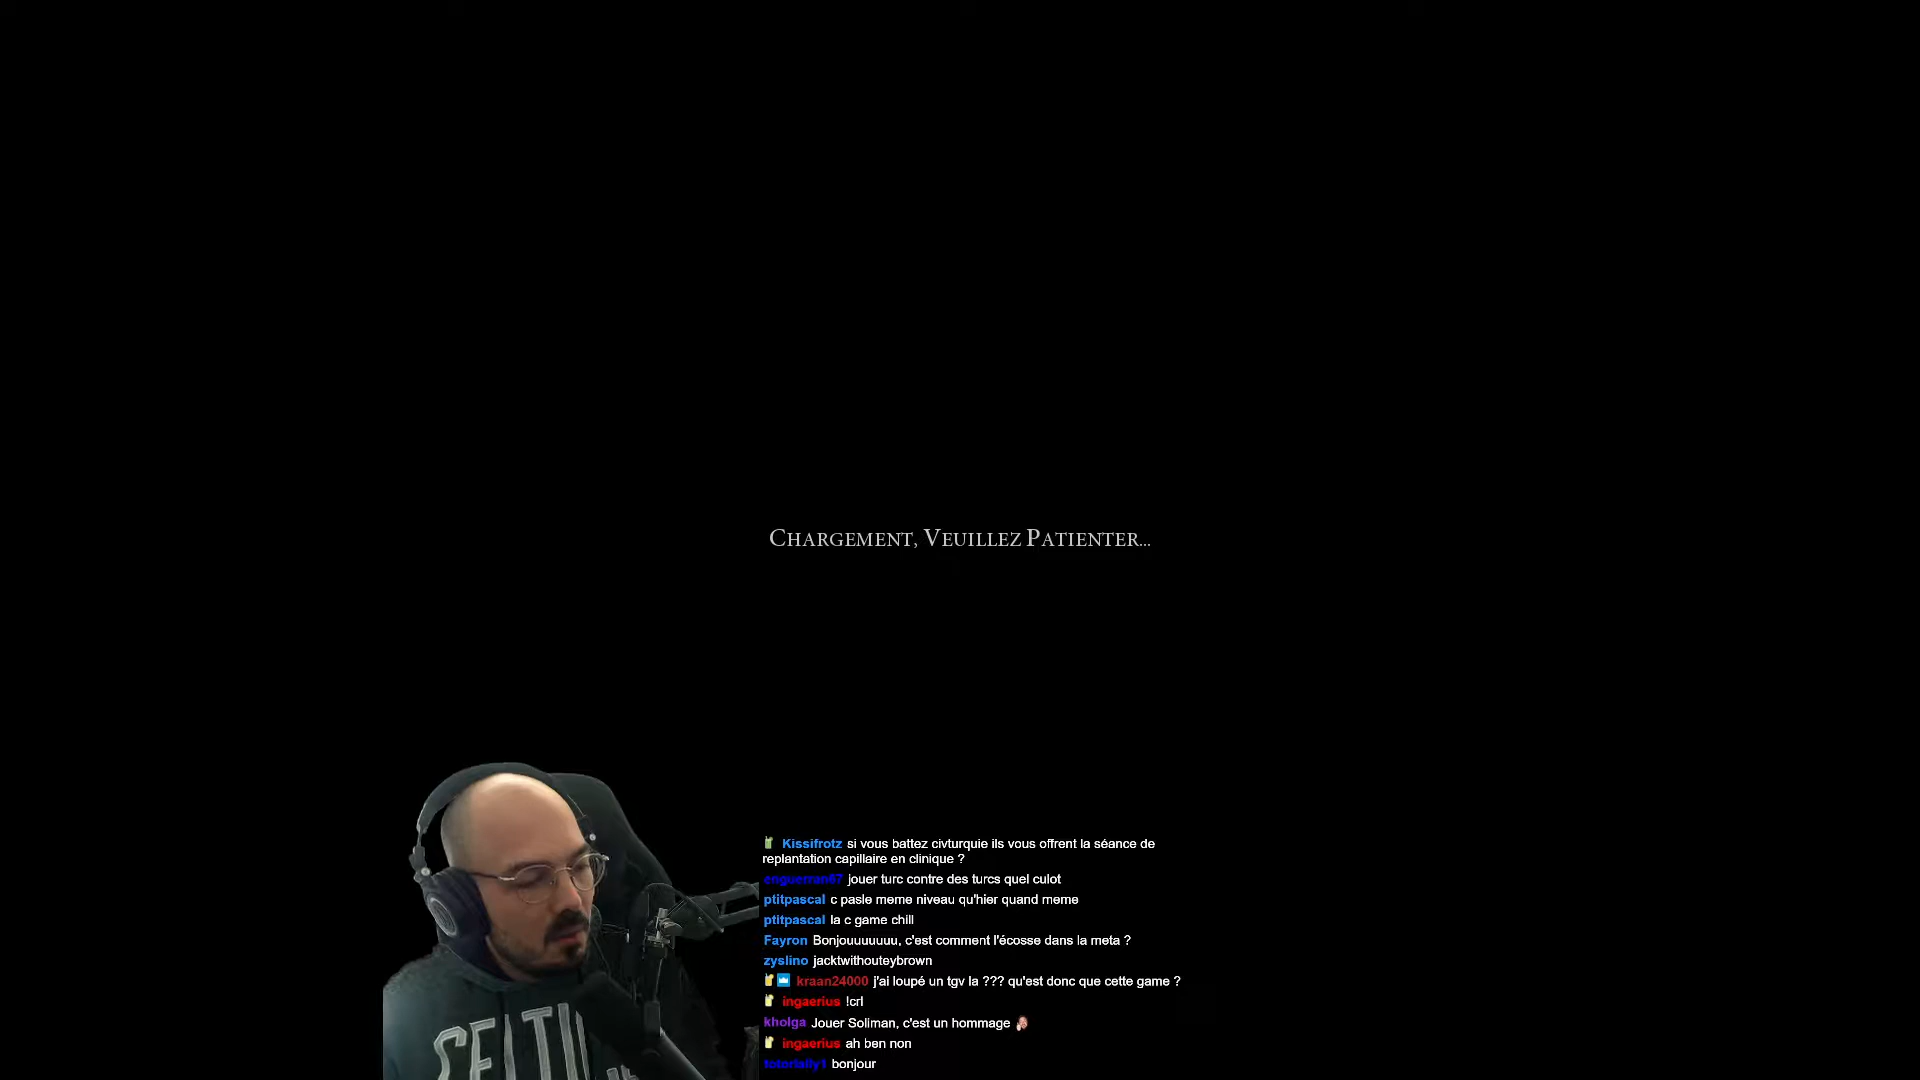 Chargement, Veuillez Patienter...
Kissifrotz si vous battez civturquie ils vous offrent la séance de
replantation capillaire en clinique ?
enguerran67 jouer turc contre des turcs quel culot
ptitpascal c pasle meme niveau qu'hier quand meme
ptitpascal la c game chill
Fayron Bonjouuuuuuu, c'est comment l'écosse dans la meta ?
zyslino jacktwithouteybrown
kraan24000 j'ai loupé un tgv la ??? qu'est donc que cette game ?
ingaerius !crl
kholga Jouer Soliman, c'est un hommage
ingaerius ah ben non
bonjour